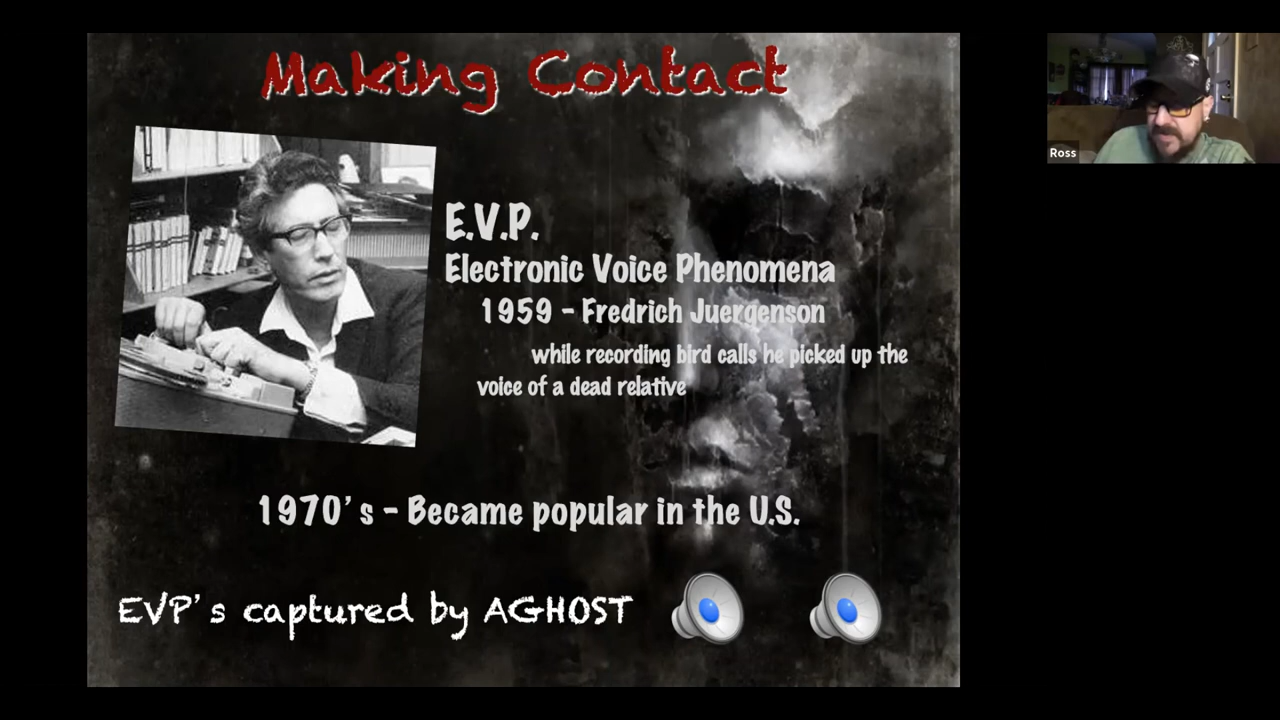 Making Contact
E.V.P.
Electronic Voice Phenomena
1959 - Fredrich Juergenson
while recording bird calls he picked up the
voice of a dead relative
1970's - Became popular in the U.S.
EVP's captured by AGHOST
Ross